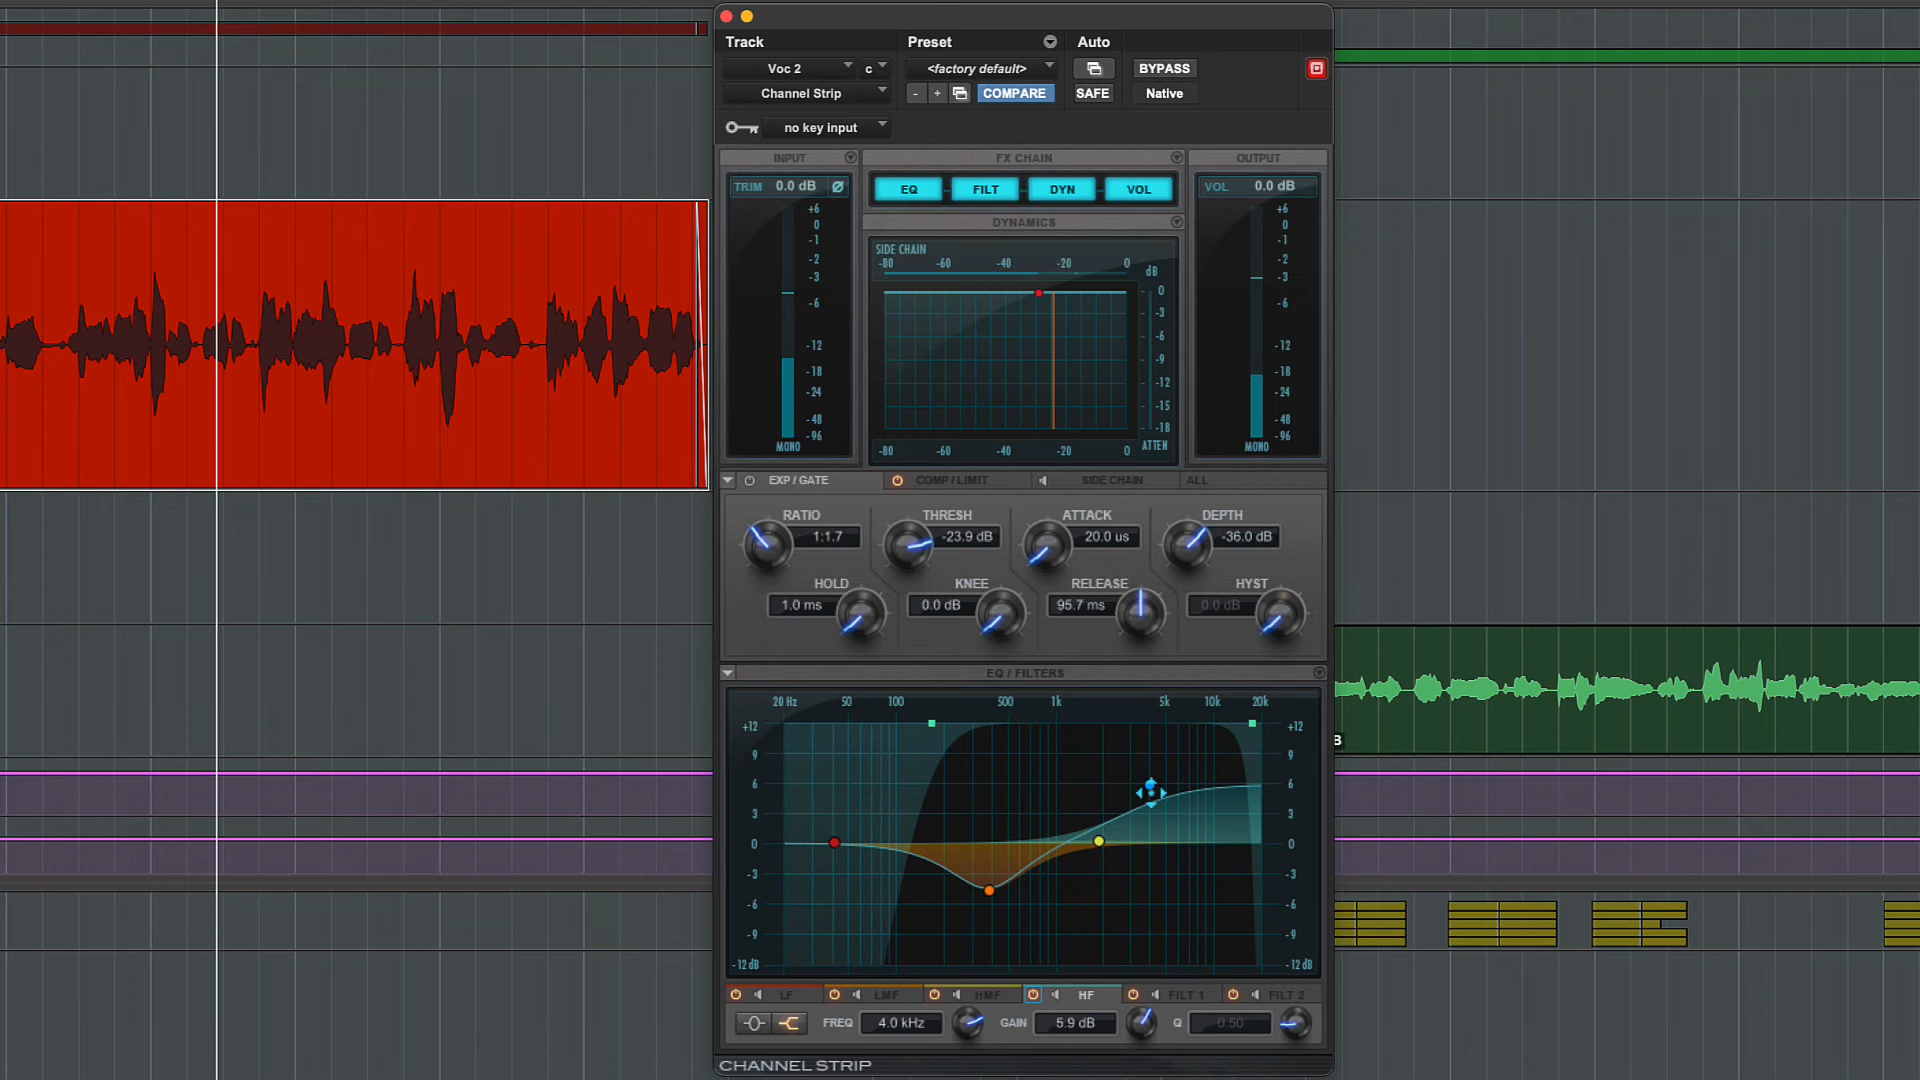 Track Preset Auto
Voc 2 c <factory default> BYPASS
Channel Strip - + COMPARE SAFE Native
no key input
INPUT FX CHAIN OUTPUT
TRIM 0.0 dB Ø EQ FILT DYN VOL VOL 0.0 dB
+6
0
-1
-2
-3
-6
-12
-18
-24
-48
-96
MONO
DYNAMICS
SIDE CHAIN
-80 -60 -40 -20 0 dB
0
-3
-6
-9
-12
-15
-18
-80 -60 -40 -20 0 ATTEN
+6
0
-1
-2
-3
-6
-12
-18
-24
-48
-96
MONO
EXP / GATE COMP / LIMIT SIDE CHAIN ALL
RATIO THRESH ATTACK DEPTH
1:1.7 -23.9 dB 20.0 us -36.0 dB
HOLD KNEE RELEASE HYST
1.0 ms 0.0 dB 95.7 ms 0.0 dB
EQ / FILTERS
20 Hz 50 100 500 1k 5k 10k 20k
+12 +12
9 9
6 6
3 3
0 0
-3 -3
-6 -6
-9 -9
-12 dB -12 dB
B
LF LMF HMF HF FILT 1 FILT 2
FREQ 4.0 kHz GAIN 5.9 dB Q 0.50
CHANNEL STRIP